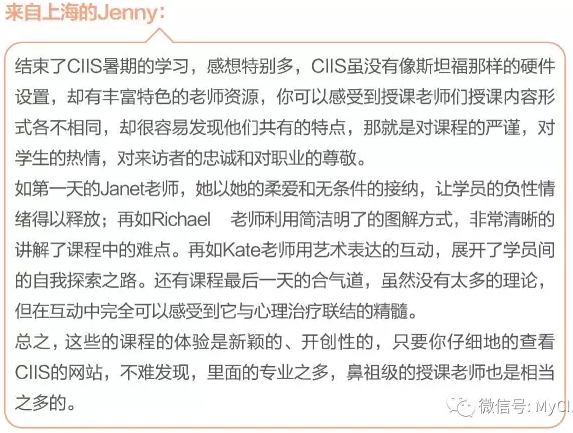 来自上海的Jenny：
结束了CIIS暑期的学习，感想特别多，CIIS虽没有像斯坦福那样的硬件
设置，却有丰富特色的老师资源，你可以感受到授课老师们授课内容形
式各不相同，却很容易发现他们共有的特点，那就是对课程的严谨，对
学生的热情，对来访者的忠诚和对职业的尊敬。
如第一天的Janet老师，她以她的柔爱和无条件的接纳，让学员的负性情
绪得以释放；再如Richael 老师利用简洁明了的图解方式，非常清晰的
讲解了课程中的难点。再如Kate老师用艺术表达的互动，展开了学员间
的自我探索之路。还有课程最后一天的合气道，虽然没有太多的理论，
但在互动中完全可以感受到它与心理治疗联结的精髓。
总之，这些的课程的体验是新颖的、开创性的，只要你仔细地的查看
CIIS的网站，不难发现，里面的专业之多，鼻祖级的授课老师也是相当
之多的。
微信号: MyCI